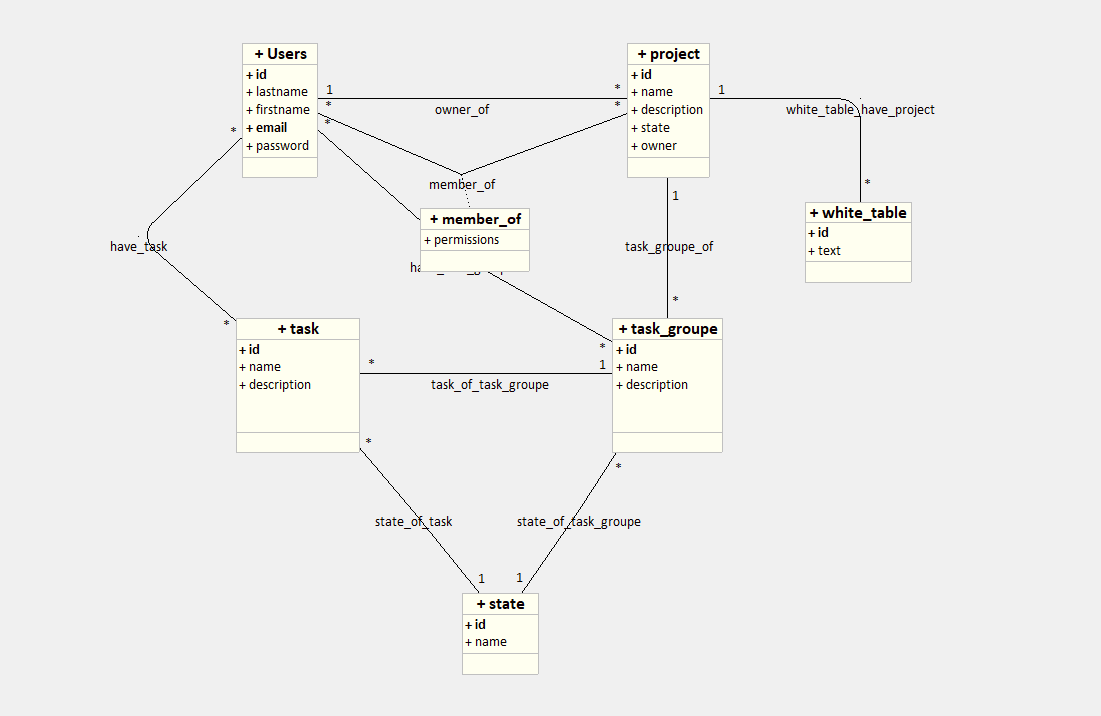 + Users
+ id
+ lastname
+ firstname
+ email
+ password
+ project
+ id
+ name
+ description
+ state
+ owner
1
*
owner_of
*
*
member_of
*
1
white_table_have_project
*
+ white_table
+ id
+ text
+ member_of
+ permissions
*
have_task
*
1
task_groupe_of
*
*
+ task
+ id
+ name
+ description
+ task_groupe
+ id
+ name
+ description
*
1
task_of_task_groupe
*
state_of_task
1
*
state_of_task_groupe
1
+ state
+ id
+ name